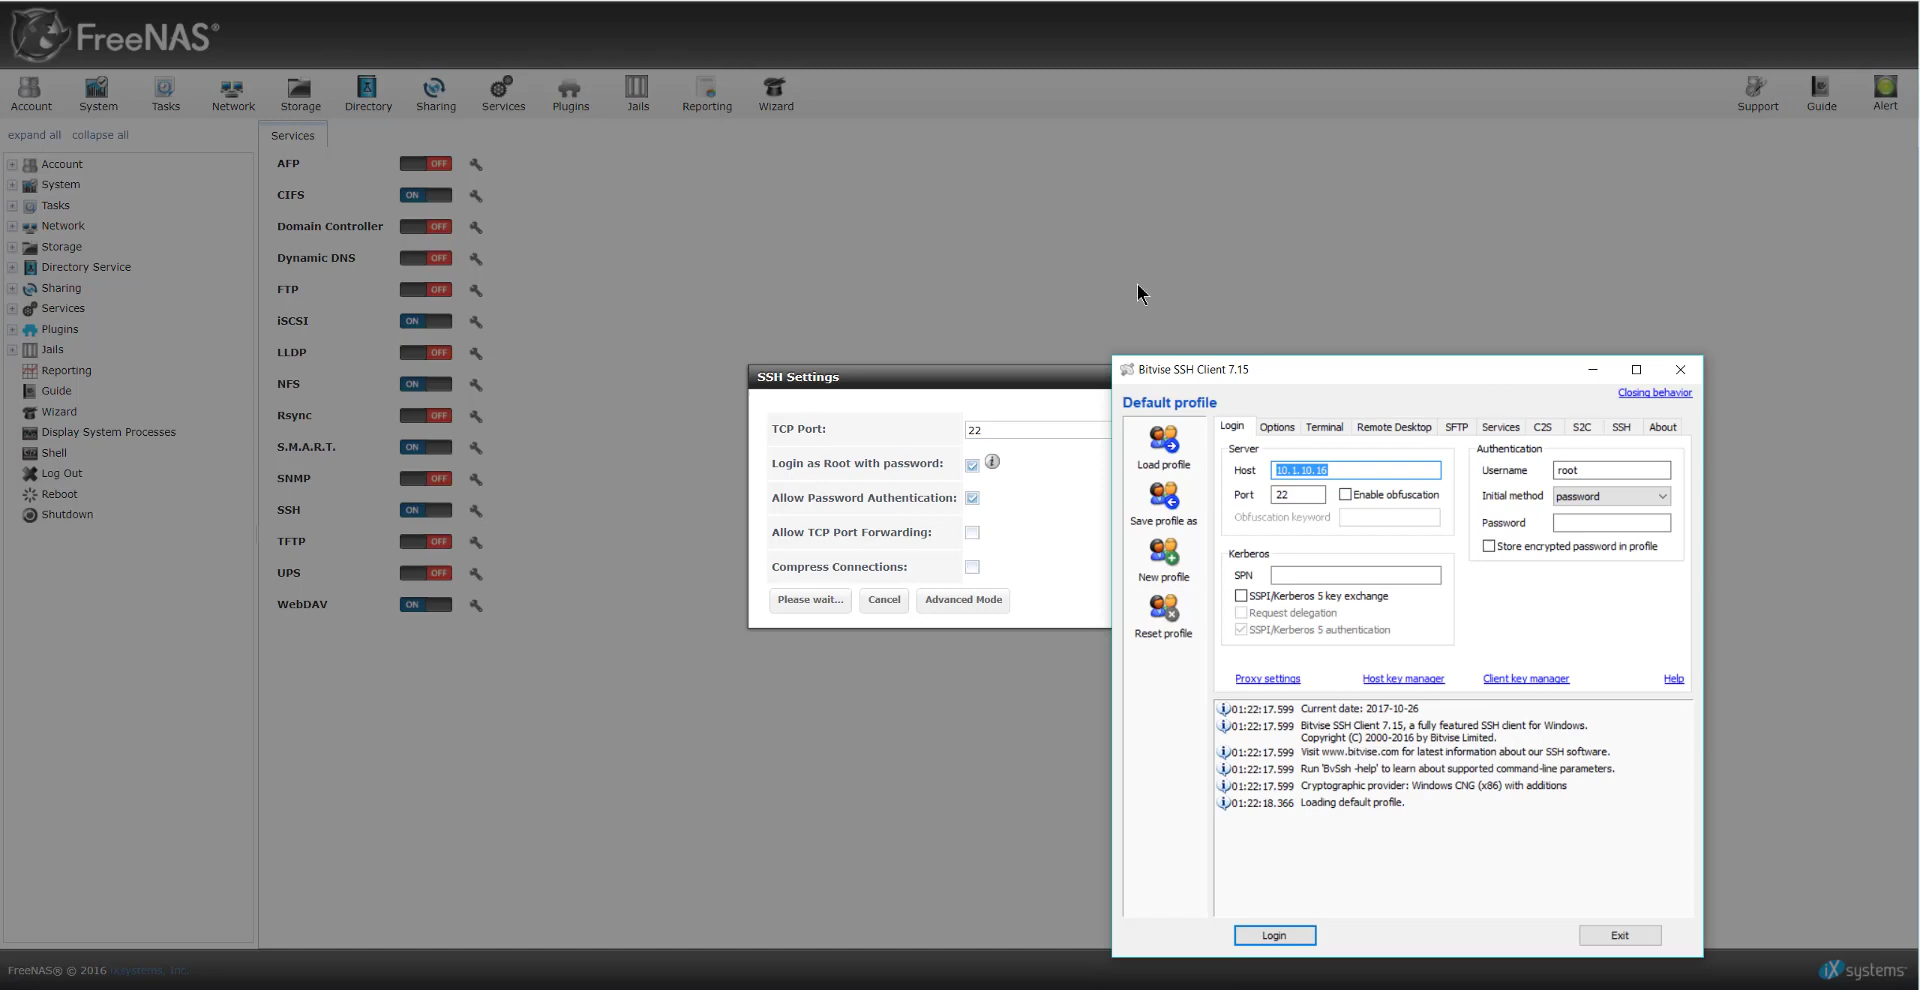 FreeNAS®
Account
System
Tasks
Network
Storage
Directory
Sharing
Services
Plugins
Jails
Reporting
Wizard
Support
Guide
Alert
expand all collapse all
Account
System
Tasks
Network
Storage
Directory Service
Sharing
Services
Plugins
Jails
Reporting
Guide
Wizard
Display System Processes
Shell
Log Out
Reboot
Shutdown
Services
AFP OFF
CIFS ON
Domain Controller OFF
Dynamic DNS OFF
FTP OFF
iSCSI ON
LLDP OFF
NFS ON
Rsync OFF
S.M.A.R.T. ON
SNMP OFF
SSH ON
TFTP OFF
UPS OFF
WebDAV ON
SSH Settings
TCP Port: 22
Login as Root with password:
Allow Password Authentication:
Allow TCP Port Forwarding:
Compress Connections:
Please wait... Cancel Advanced Mode
Bitvise SSH Client 7.15
Closing behavior
Default profile
Load profile
Save profile as
New profile
Reset profile
Login Options Terminal Remote Desktop SFTP Services C2S S2C SSH About
Server
Host 10.1.10.16
Port 22 Enable obfuscation
Obfuscation keyword
Kerberos
SPN
SSPI/Kerberos 5 key exchange
Request delegation
SSPI/Kerberos 5 authentication
Authentication
Username root
Initial method password
Password
Store encrypted password in profile
Proxy settings Host key manager Client key manager Help
01:22:17.599 Current date: 2017-10-26
01:22:17.599 Bitvise SSH Client 7.15, a fully featured SSH client for Windows.
Copyright (C) 2000-2016 by Bitvise Limited.
01:22:17.599 Visit www.bitvise.com for latest information about our SSH software.
01:22:17.599 Run 'BvSsh -help' to learn about supported command-line parameters.
01:22:17.599 Cryptographic provider: Windows CNG (x86) with additions
01:22:18.366 Loading default profile.
Login Exit
FreeNAS® © 2016 iXsystems, Inc.
iXsystems